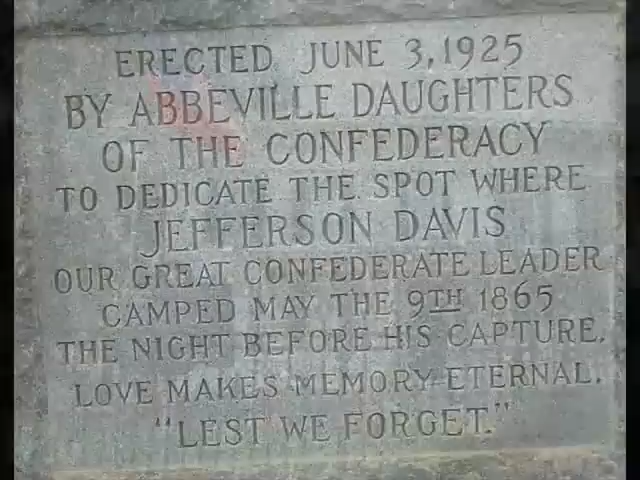 ERECTED JUNE 3, 1925
BY ABBEVILLE DAUGHTERS
OF THE CONFEDERACY
TO DEDICATE THE SPOT WHERE
JEFFERSON DAVIS
OUR GREAT CONFEDERATE LEADER
CAMPED MAY THE 9TH 1865
THE NIGHT BEFORE HIS CAPTURE.
LOVE MAKES MEMORY ETERNAL.
"LEST WE FORGET."